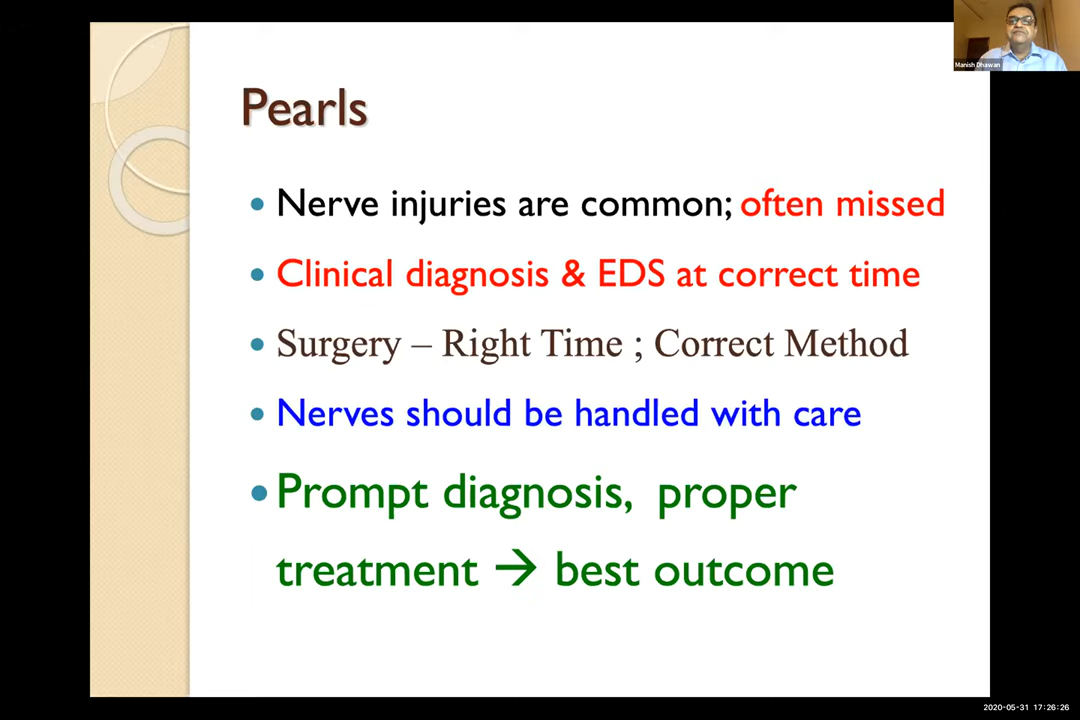 Manish Dhawan
Pearls
• Nerve injuries are common; often missed
• Clinical diagnosis & EDS at correct time
• Surgery – Right Time ; Correct Method
• Nerves should be handled with care
• Prompt diagnosis, proper
treatment → best outcome
2020-05-31 17:26:26